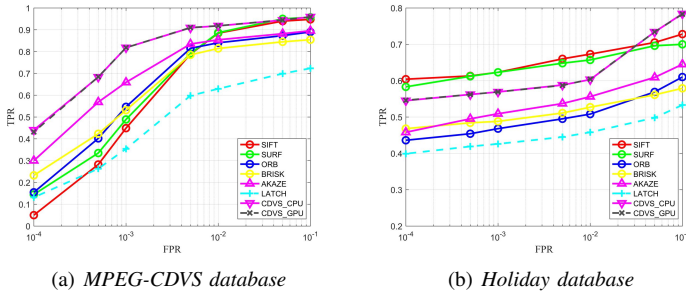 1
0.9
0.8
0.7
0.6
0.5
0.4
0.3
0.2
0.1
0
TPR
10^-4
10^-3
10^-2
10^-1
FPR
SIFT
SURF
ORB
BRISK
AKAZE
LATCH
CDVS_CPU
CDVS_GPU
(a) MPEG-CDVS database
0.8
0.7
0.6
0.5
0.4
0.3
0.2
TPR
10^-4
10^-3
10^-2
10^-1
FPR
SIFT
SURF
ORB
BRISK
AKAZE
LATCH
CDVS_CPU
CDVS_GPU
(b) Holiday database